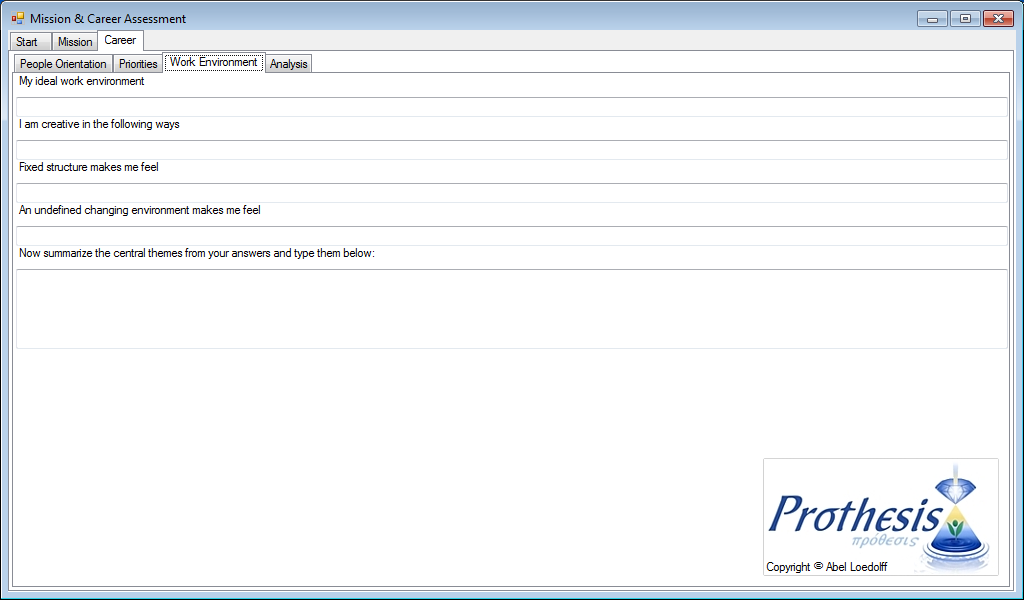 Mission & Career Assessment
Start Mission Career
People Orientation Priorities Work Environment Analysis
My ideal work environment
I am creative in the following ways
Fixed structure makes me feel
An undefined changing environment makes me feel
Now summarize the central themes from your answers and type them below:
Prothesis
πρόθεσις
Copyright © Abel Loedolff